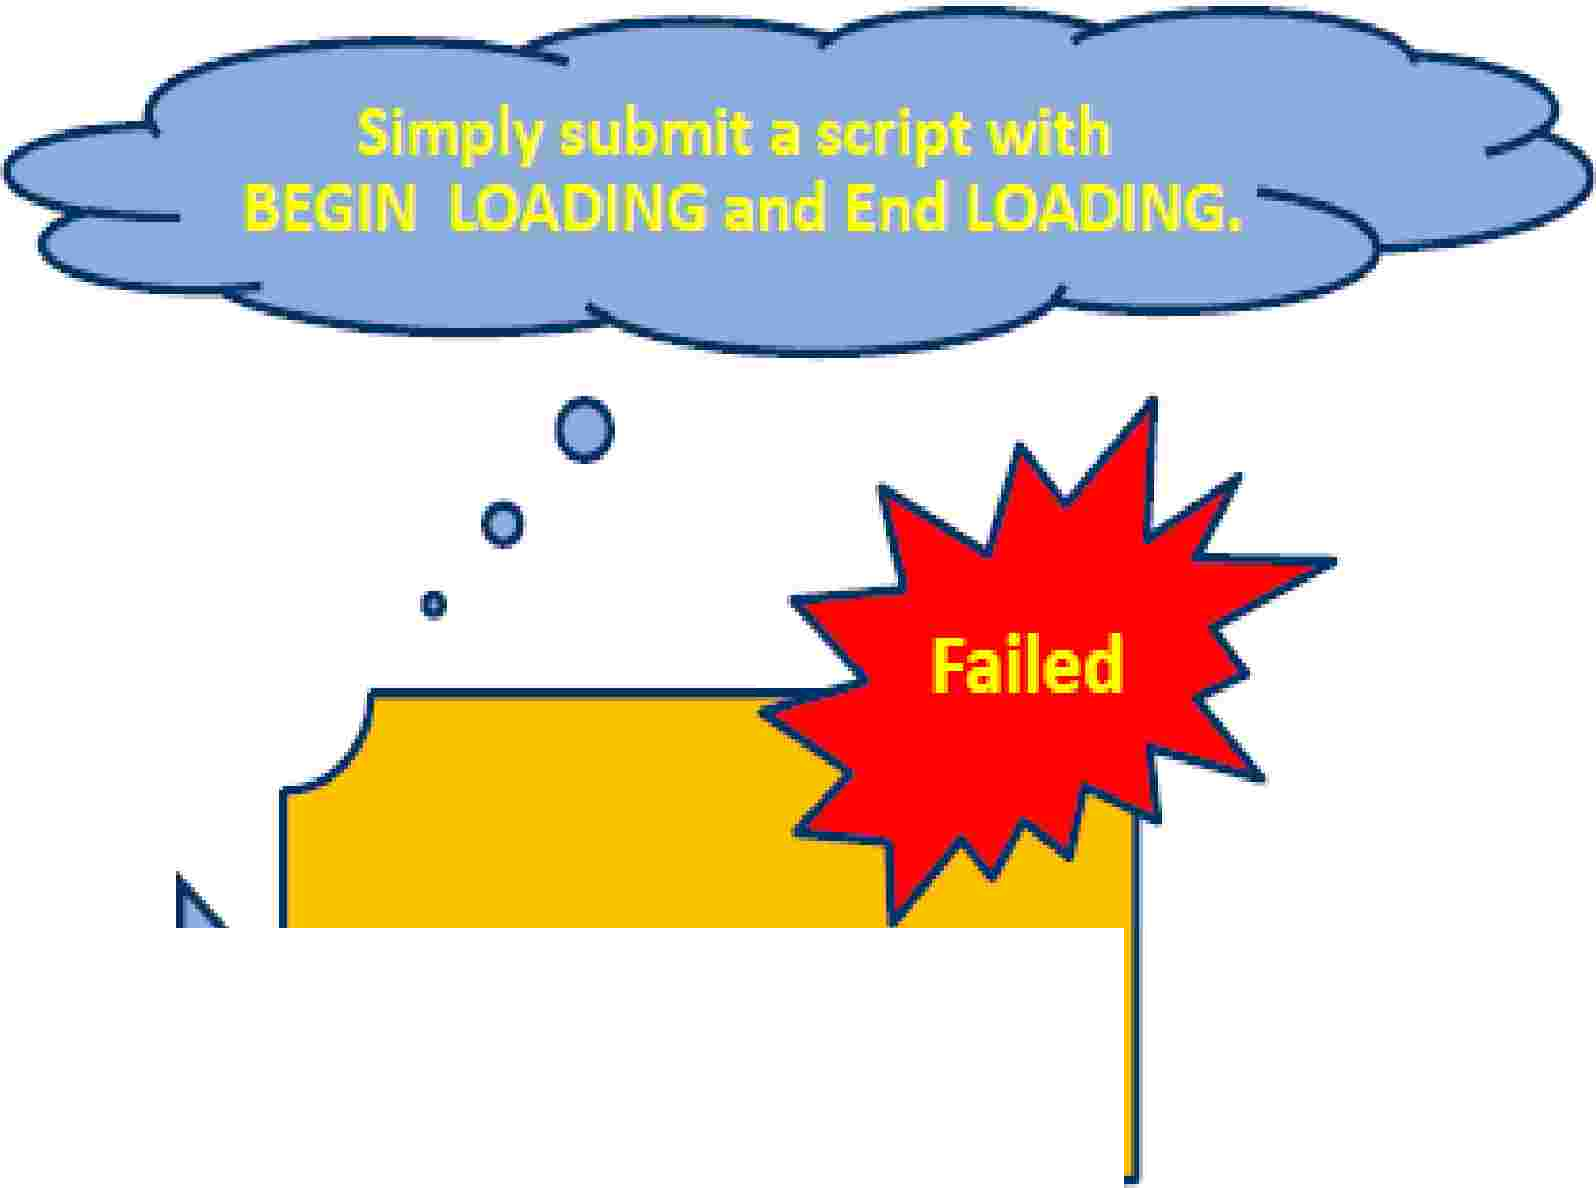 Simply submit a script with
BEGIN  LOADING and End LOADING.
Failed